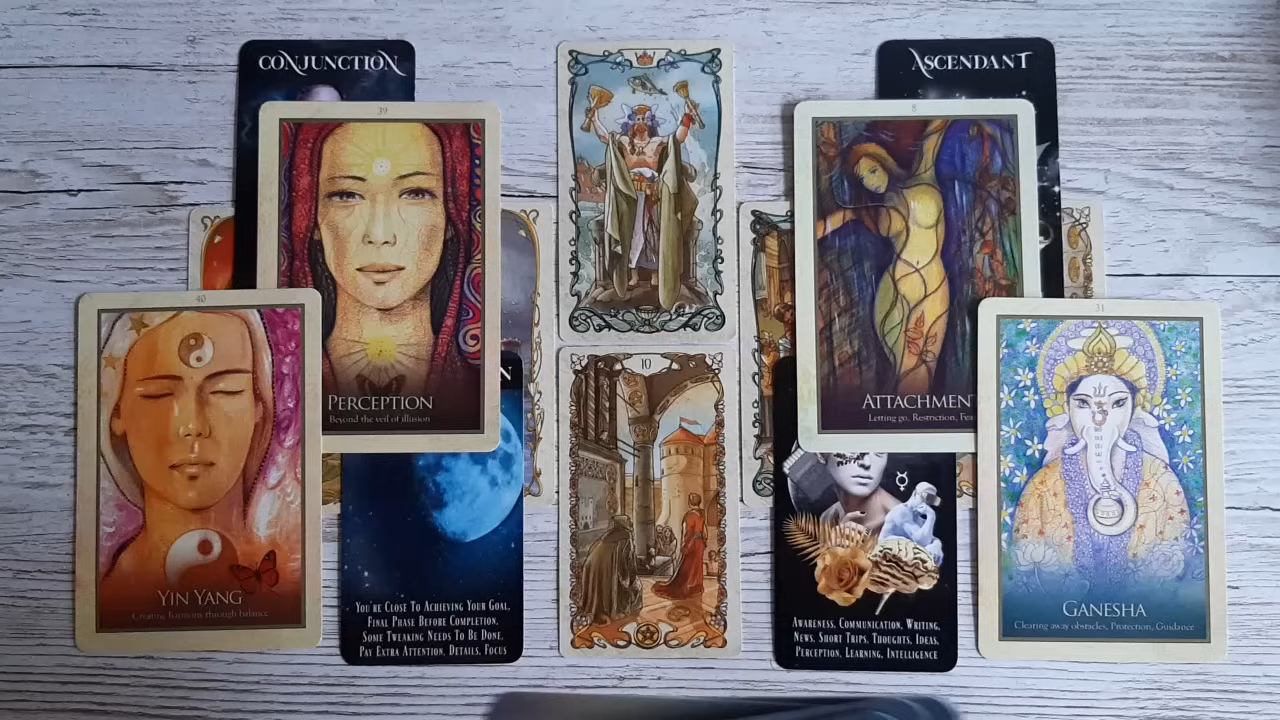 CONJUNCTION
ASCENDANT
39
8
PERCEPTION
Beyond the veil of illusion
ATTACHMEN
Letting go, Restriction, Fea
40
31
10
N
☿
YIN YANG
Creating harmony through balance
YOU'RE CLOSE TO ACHIEVING YOUR GOAL,
FINAL PHASE BEFORE COMPLETION,
SOME TWEAKING NEEDS TO BE DONE,
PAY EXTRA ATTENTION, DETAILS, FOCUS
AWARENESS, COMMUNICATION, WRITING,
NEWS, SHORT TRIPS, THOUGHTS, IDEAS,
PERCEPTION, LEARNING, INTELLIGENCE
GANESHA
Clearing away obstacles, Protection, Guidance